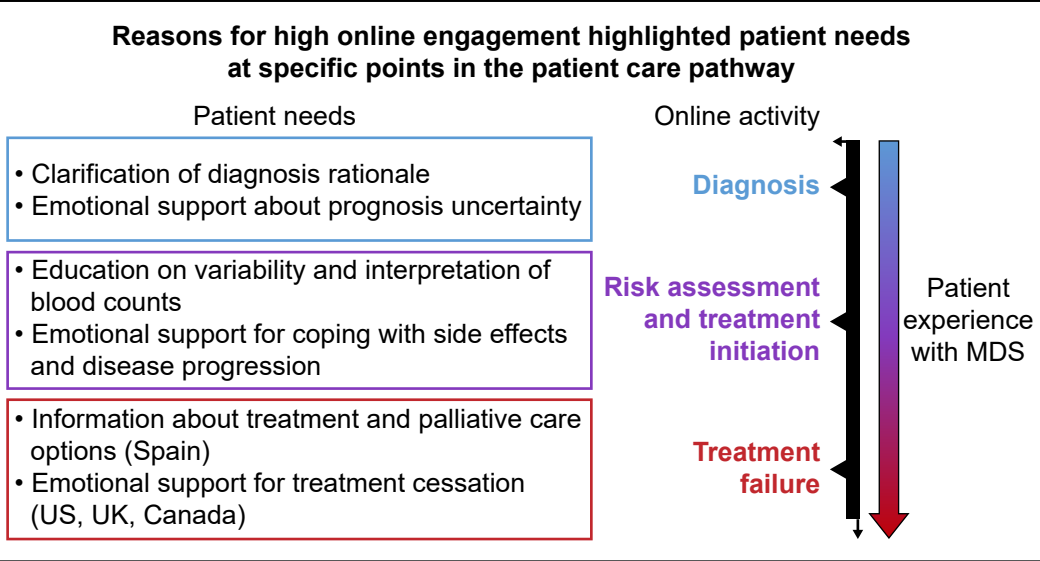 Reasons for high online engagement highlighted patient needs
at specific points in the patient care pathway
Patient needs
Online activity
• Clarification of diagnosis rationale
• Emotional support about prognosis uncertainty
Diagnosis
• Education on variability and interpretation of
blood counts
• Emotional support for coping with side effects
and disease progression
Risk assessment
and treatment
initiation
Patient
experience
with MDS
• Information about treatment and palliative care
options (Spain)
• Emotional support for treatment cessation
(US, UK, Canada)
Treatment
failure